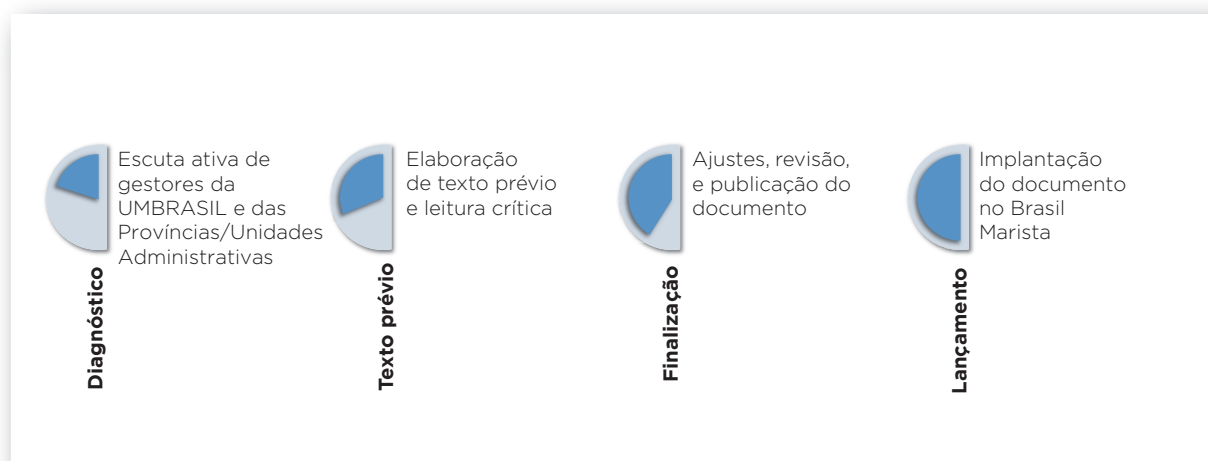 Escuta ativa de
gestores da
UMBRASIL e das
Províncias/Unidades
Administrativas
Diagnóstico
Elaboração
de texto prévio
e leitura crítica
Texto prévio
Ajustes, revisão,
e publicação do
documento
Finalização
Implantação
do documento
no Brasil
Marista
Lançamento